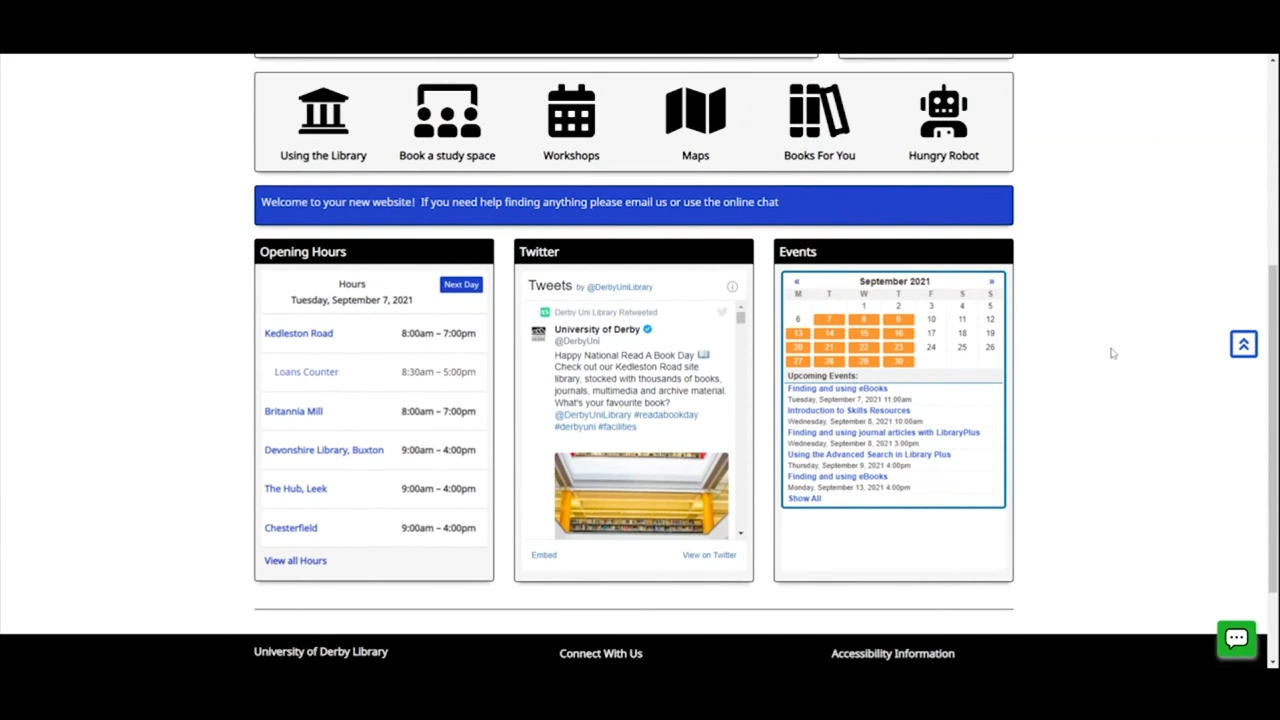 Using the Library
Book a study space
Workshops
Maps
Books For You
Hungry Robot
Welcome to your new website!  If you need help finding anything please email us or use the online chat
Opening Hours
Hours
Next Day
Tuesday, September 7, 2021
Kedleston Road 8:00am – 7:00pm
Loans Counter 8:30am – 5:00pm
Britannia Mill 8:00am – 7:00pm
Devonshire Library, Buxton 9:00am – 4:00pm
The Hub, Leek 9:00am – 4:00pm
Chesterfield 9:00am – 4:00pm
View all Hours
Twitter
Tweets by @DerbyUniLibrary
Derby Uni Library Retweeted
University of Derby
@DerbyUni
Happy National Read A Book Day
Check out our Kedleston Road site
library, stocked with thousands of books,
journals, multimedia and archive material.
What's your favourite book?
@DerbyUniLibrary #readabookday
#derbyuni #facilities
Embed
View on Twitter
Events
« September 2021 »
M T W T F S S
1 2 3 4 5
6 7 8 9 10 11 12
13 14 15 16 17 18 19
20 21 22 23 24 25 26
27 28 29 30
Upcoming Events:
Finding and using eBooks
Tuesday, September 7, 2021 11:00am
Introduction to Skills Resources
Wednesday, September 8, 2021 10:00am
Finding and using journal articles with LibraryPlus
Wednesday, September 8, 2021 3:00pm
Using the Advanced Search in Library Plus
Thursday, September 9, 2021 4:00pm
Finding and using eBooks
Monday, September 13, 2021 4:00pm
Show All
University of Derby Library
Connect With Us
Accessibility Information